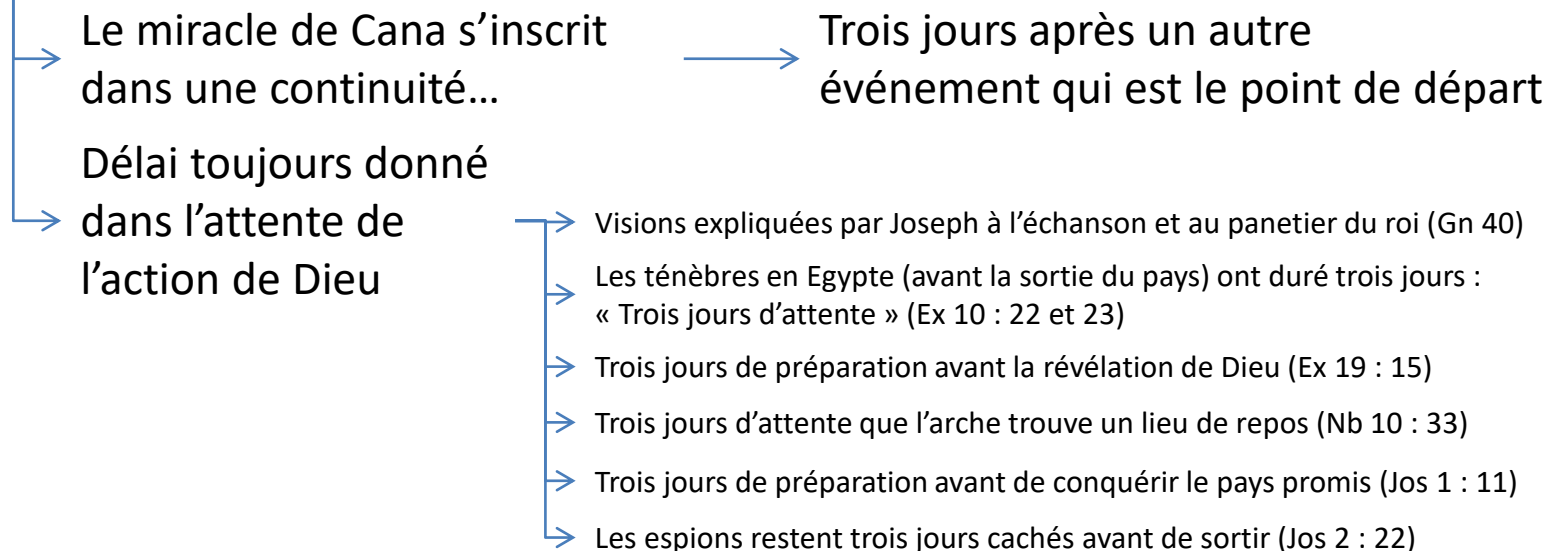 Le miracle de Cana s’inscrit
dans une continuité…
Trois jours après un autre
événement qui est le point de départ
Délai toujours donné
dans l’attente de
l’action de Dieu
Visions expliquées par Joseph à l’échanson et au panetier du roi (Gn 40)
Les ténèbres en Egypte (avant la sortie du pays) ont duré trois jours :
« Trois jours d’attente » (Ex 10 : 22 et 23)
Trois jours de préparation avant la révélation de Dieu (Ex 19 : 15)
Trois jours d’attente que l’arche trouve un lieu de repos (Nb 10 : 33)
Trois jours de préparation avant de conquérir le pays promis (Jos 1 : 11)
Les espions restent trois jours cachés avant de sortir (Jos 2 : 22)